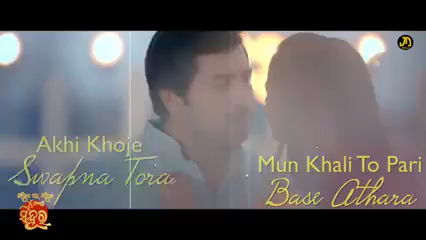 Akhi Khoje
Swapna Tora
Mun Khali To Pari
Base Athara